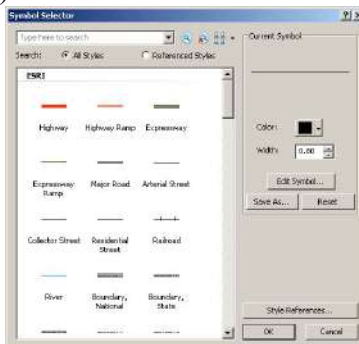 Symbol Selector
Type here to search
Search: All Styles Referenced Styles
ESRI
Highway Highway Ramp Expressway
Expressway Ramp Major Road Arterial Street
Collector Street Residential Street Railroad
River Boundary, National Boundary, State
Current Symbol
Color:
Width: 0.00
Edit Symbol...
Save As... Reset
Style References...
OK Cancel